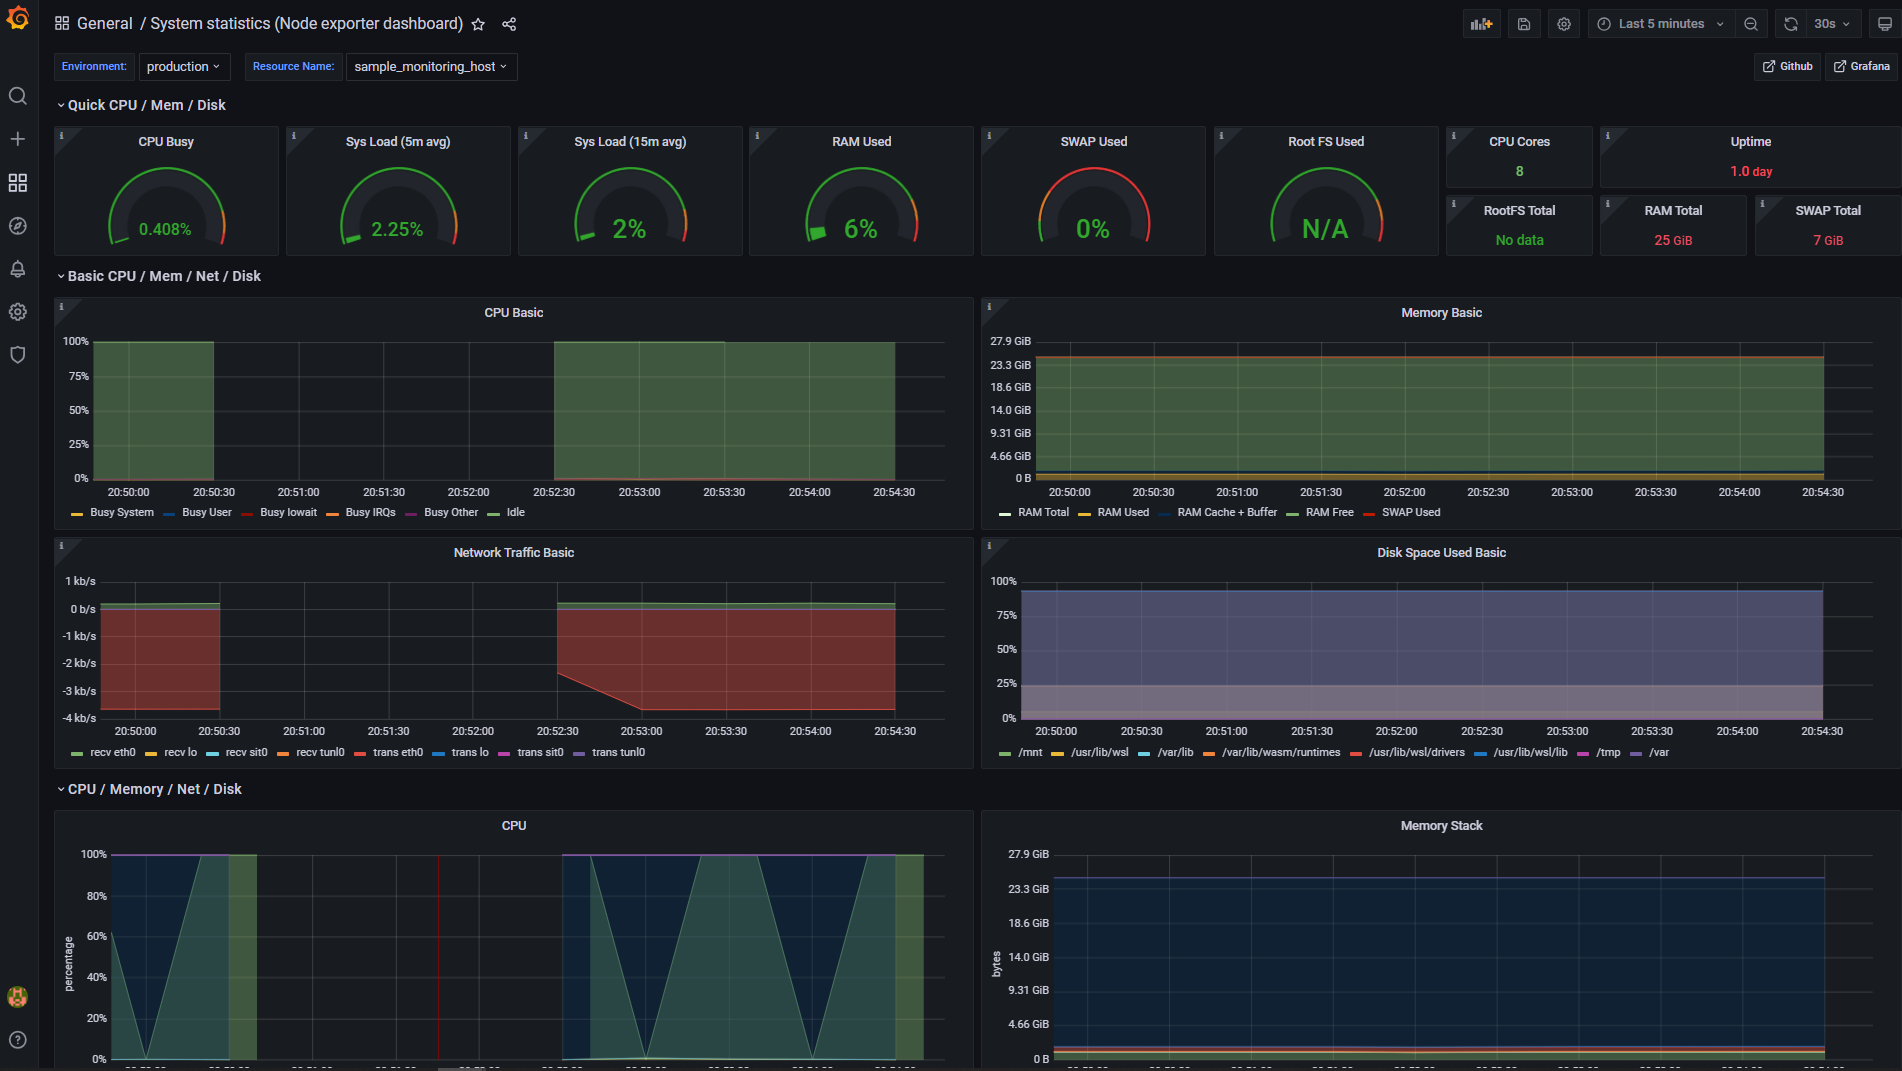 General / System statistics (Node exporter dashboard)
Last 5 minutes
30s
Environment: production Resource Name: sample_monitoring_host
Github Grafana
Quick CPU / Mem / Disk
CPU Busy
0.408%
Sys Load (5m avg)
2.25%
Sys Load (15m avg)
2%
RAM Used
6%
SWAP Used
0%
Root FS Used
N/A
CPU Cores
8
Uptime
1.0 day
RootFS Total
No data
RAM Total
25 GiB
SWAP Total
7 GiB
Basic CPU / Mem / Net / Disk
CPU Basic
100%
75%
50%
25%
0%
20:50:00 20:50:30 20:51:00 20:51:30 20:52:00 20:52:30 20:53:00 20:53:30 20:54:00 20:54:30
Busy System Busy User Busy Iowait Busy IRQs Busy Other Idle
Memory Basic
27.9 GiB
23.3 GiB
18.6 GiB
14.0 GiB
9.31 GiB
4.66 GiB
0 B
20:50:00 20:50:30 20:51:00 20:51:30 20:52:00 20:52:30 20:53:00 20:53:30 20:54:00 20:54:30
RAM Total RAM Used RAM Cache + Buffer RAM Free SWAP Used
Network Traffic Basic
1 kb/s
0 b/s
-1 kb/s
-2 kb/s
-3 kb/s
-4 kb/s
20:50:00 20:50:30 20:51:00 20:51:30 20:52:00 20:52:30 20:53:00 20:53:30 20:54:00 20:54:30
recv eth0 recv lo recv sit0 recv tunl0 trans eth0 trans lo trans sit0 trans tunl0
Disk Space Used Basic
100%
75%
50%
25%
0%
20:50:00 20:50:30 20:51:00 20:51:30 20:52:00 20:52:30 20:53:00 20:53:30 20:54:00 20:54:30
/mnt /usr/lib/wsl /var/lib /var/lib/wasm/runtimes /usr/lib/wsl/drivers /usr/lib/wsl/lib /tmp /var
CPU / Memory / Net / Disk
CPU
percentage
100%
80%
60%
40%
20%
0%
Memory Stack
bytes
27.9 GiB
23.3 GiB
18.6 GiB
14.0 GiB
9.31 GiB
4.66 GiB
0 B